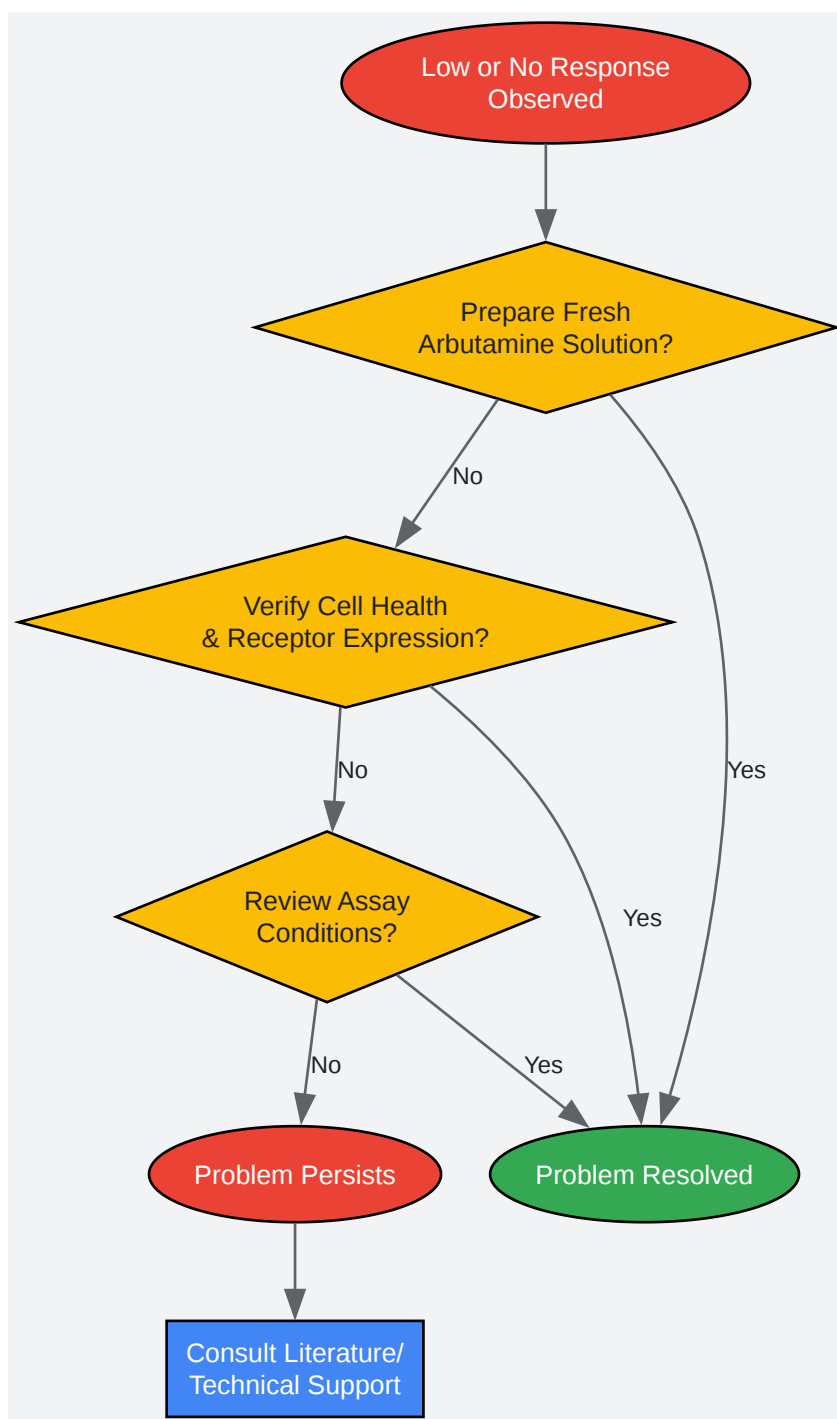 Low or No Response
Observed
Prepare Fresh
Arbutamine Solution?
No
Verify Cell Health
& Receptor Expression?
No
Yes
Review Assay
Conditions?
Yes
No
Yes
Problem Persists
Problem Resolved
Consult Literature/
Technical Support